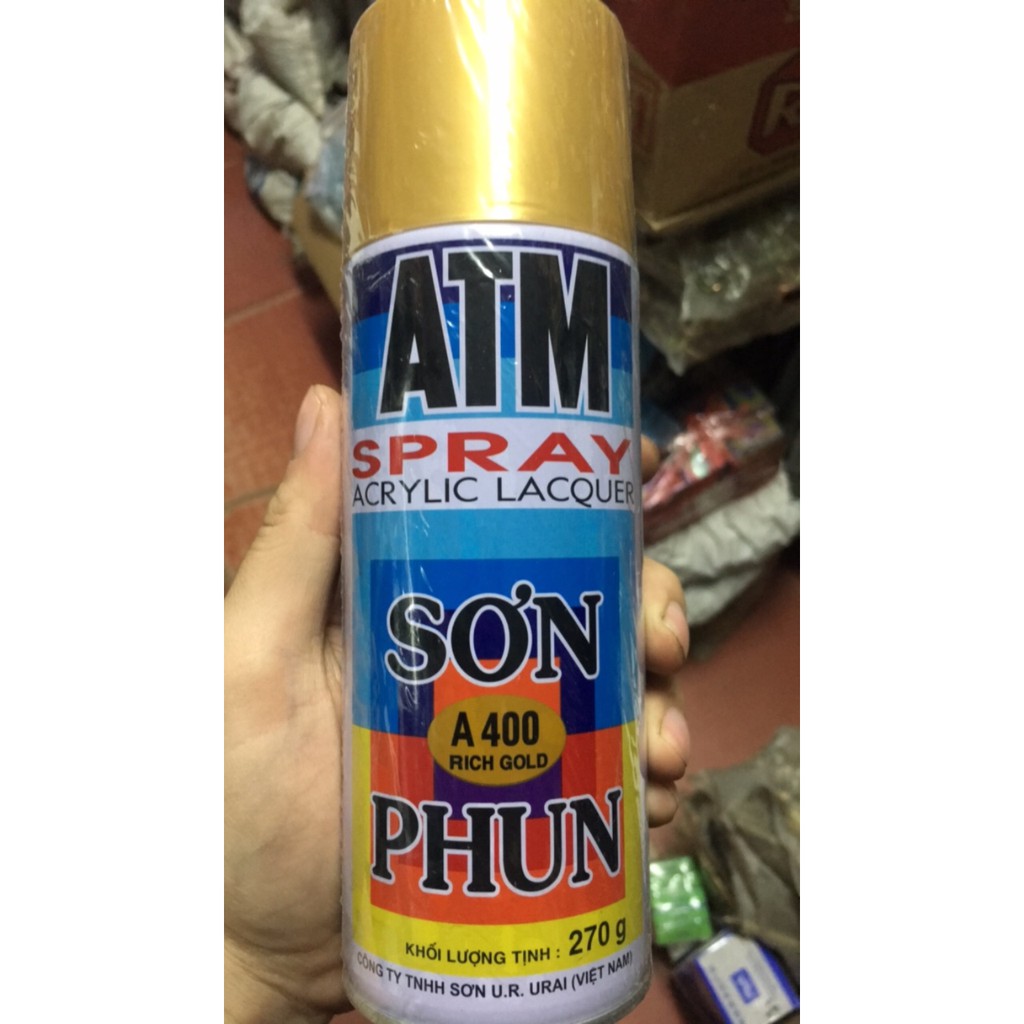 ATM
SPRAY
ACRYLIC LACQUER
SƠN
A 400
RICH GOLD
PHUN
KHỐI LƯỢNG TỊNH : 270 g
CÔNG TY TNHH SƠN U.R. URAI (VIỆT NAM)